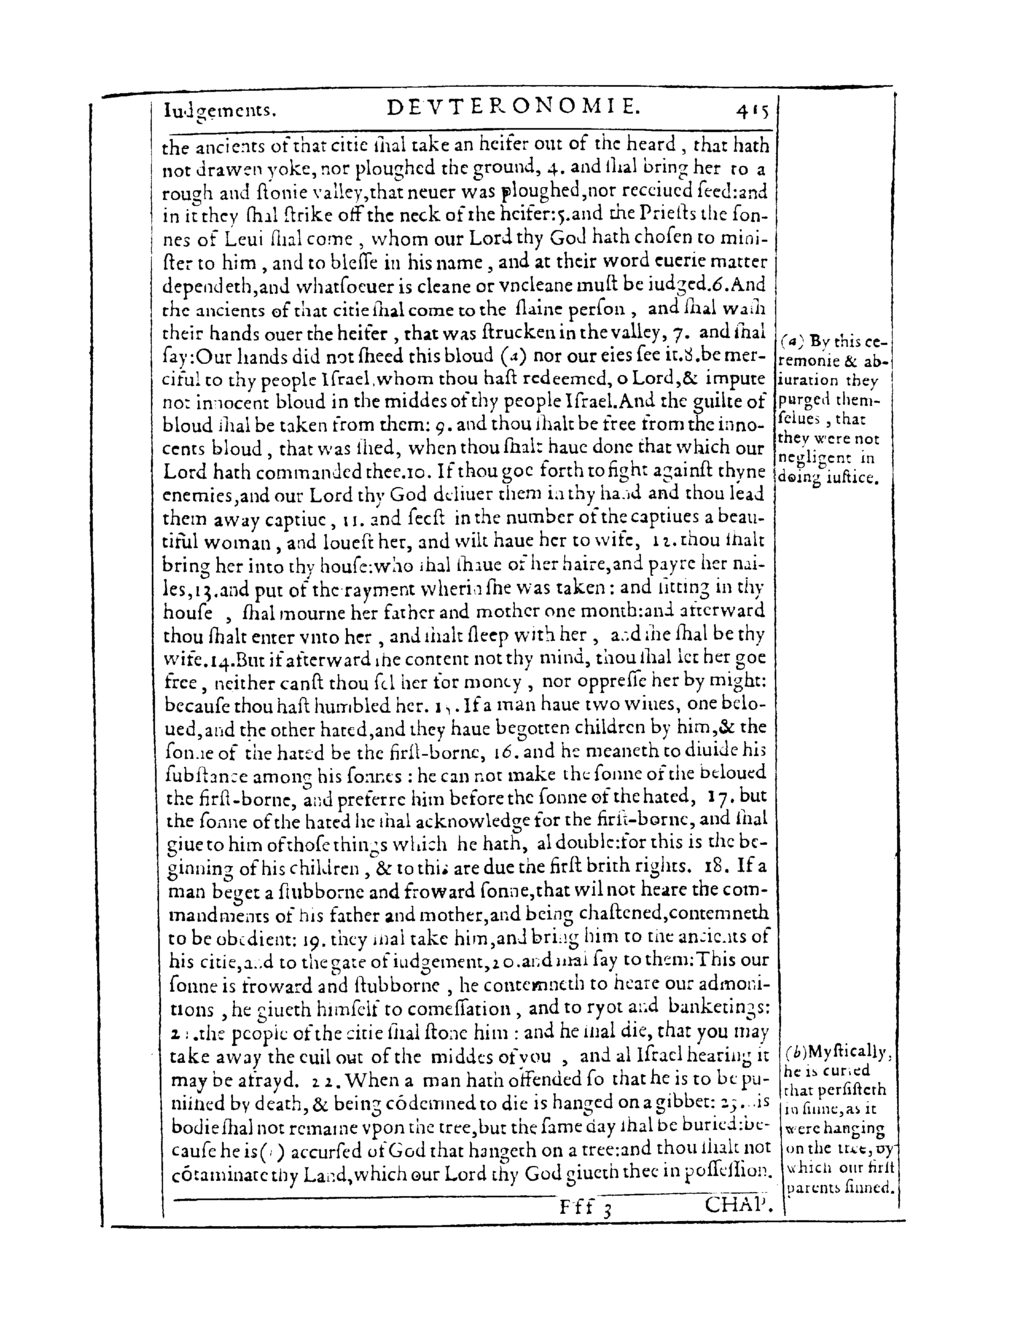 Iudgements. DEVTERONOMIE. 415
the ancients of that citie ſhal take an heifer out of the heard , that hath
not drawen yoke, nor ploughed the ground, 4. and ſhal bring her to a
rough and ſtonie valley,that neuer was ploughed,nor receiued ſeed:and
in it they ſhal ſtrike off the neck of the heifer:5.and the Prieſts the ſon-
nes of Leui ſhal come , whom our Lord thy God hath choſen to mini-
ſter to him , and to bleſſe in his name , and at their word euerie matter
dependeth,and whatſoeuer is cleane or vncleane muſt be iudged.6.And
the ancients of that citie ſhal come to the ſlaine perſon , and ſhal waſh
their hands ouer the heifer , that was ſtrucken in the valley, 7. and ſhal
ſay:Our hands did not ſheed this bloud (a) nor our eies ſee it.8.be mer-
ciful to thy people Iſrael,whom thou haſt redeemed, o Lord,& impute
not innocent bloud in the middes of thy people Iſrael.And the guilte of
bloud ſhal be taken from them: 9. and thou ſhalt be free from the inno-
cents bloud , that was ſhed, when thou ſhalt haue done that which our
Lord hath commanded thee.10. If thou goe forth to fight againſt thyne
enemies,and our Lord thy God deliuer them in thy hand and thou lead
them away captiue , 11. and ſeeſt in the number of the captiues a beau-
tiful woman , and loueſt her, and wilt haue her to wife, 12. thou ſhalt
bring her into thy houſe:who ſhal ſhaue of her haire,and payre her nai-
les,13.and put of the rayment wherin ſhe was taken : and ſitting in thy
houſe , ſhal mourne her father and mother one month:and afterward
thou ſhalt enter vnto her , and ſhalt ſleep with her , and ſhe ſhal be thy
wife.14.But if afterward ſhe content not thy mind, thou ſhal let her goe
free , neither canſt thou ſel her for money , nor oppreſſe her by might:
becauſe thou haſt humbled her. 15. If a man haue two wiues, one belo-
ued,and the other hated,and they haue begotten children by him,& the
ſonne of the hated be the firſt-borne, 16. and he meaneth to diuide his
ſubſtance among his ſonnes : he can not make the ſonne of the beloued
the firſt-borne, and preferre him before the ſonne of the hated, 17. but
the ſonne of the hated he ſhal acknowledge for the firſt-borne, and ſhal
giue to him of thoſe things which he hath, al double:for this is the be-
ginning of his children , & to this are due the firſt brith rights. 18. If a
man beget a ſtubborne and froward ſonne,that wil not heare the com-
mandments of his father and mother,and being chaſtened,contemneth
to be obedient: 19. they ſhal take him,and bring him to the ancients of
his citie,and to the gate of iudgement,20.and ſhal ſay to them:This our
ſonne is froward and ſtubborne , he contemneth to heare our admoni-
tions , he giueth himſelf to comeſſation , and to ryot and banketings:
21.the people of the citie ſhal ſtone him : and he ſhal die, that you may
take away the euil out of the middes of you , and al Iſrael hearing it
may be afrayd. 22. When a man hath offended ſo that he is to be pu-
niſhed by death, & being códemned to die is hanged on a gibbet: 23. his
bodie ſhal not remaine vpon the tree,but the ſame day ſhal be buried:be-
cauſe he is (b) accurſed of God that hangeth on a tree:and thou ſhalt not
cótaminate thy Land,which our Lord thy God giueth thee in poſſeſſion.
Fff 3 CHAP.
(a) By this ce-
remonie & ab-
iuration they
purged them-
ſelues , that
they were not
negligent in
doing iuſtice.
(b)Myſtically,
he is curſed
that perſiſteth
in ſinne,as it
were hanging
on the tree, by
which our firſt
parents ſinned.